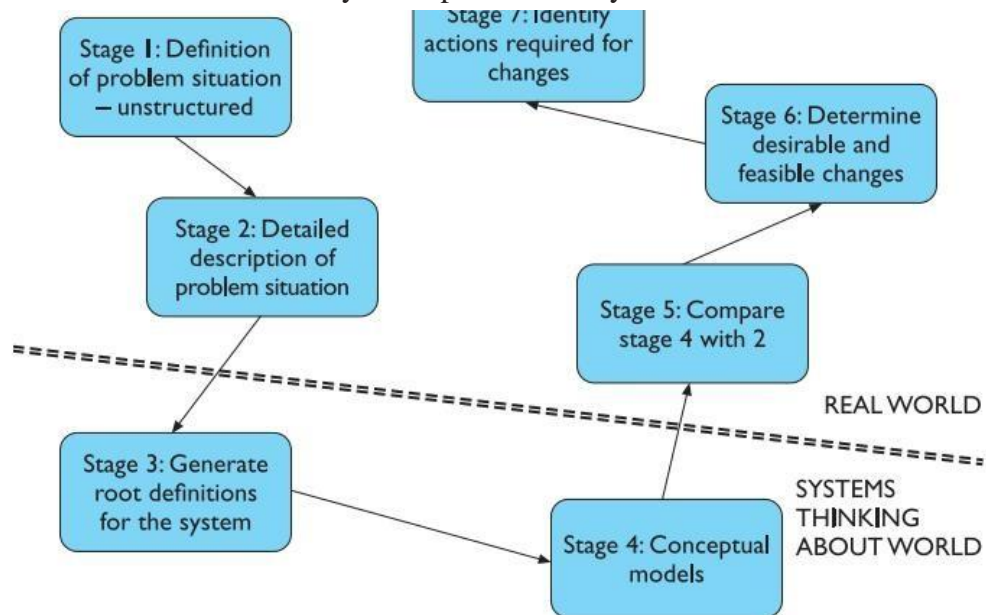 Stage 1: Definition
of problem situation
– unstructured
Stage 7: Identify
actions required for
changes
Stage 6: Determine
desirable and
feasible changes
Stage 2: Detailed
description of
problem situation
Stage 5: Compare
stage 4 with 2
REAL WORLD
Stage 3: Generate
root definitions
for the system
Stage 4: Conceptual
models
SYSTEMS
THINKING
ABOUT WORLD